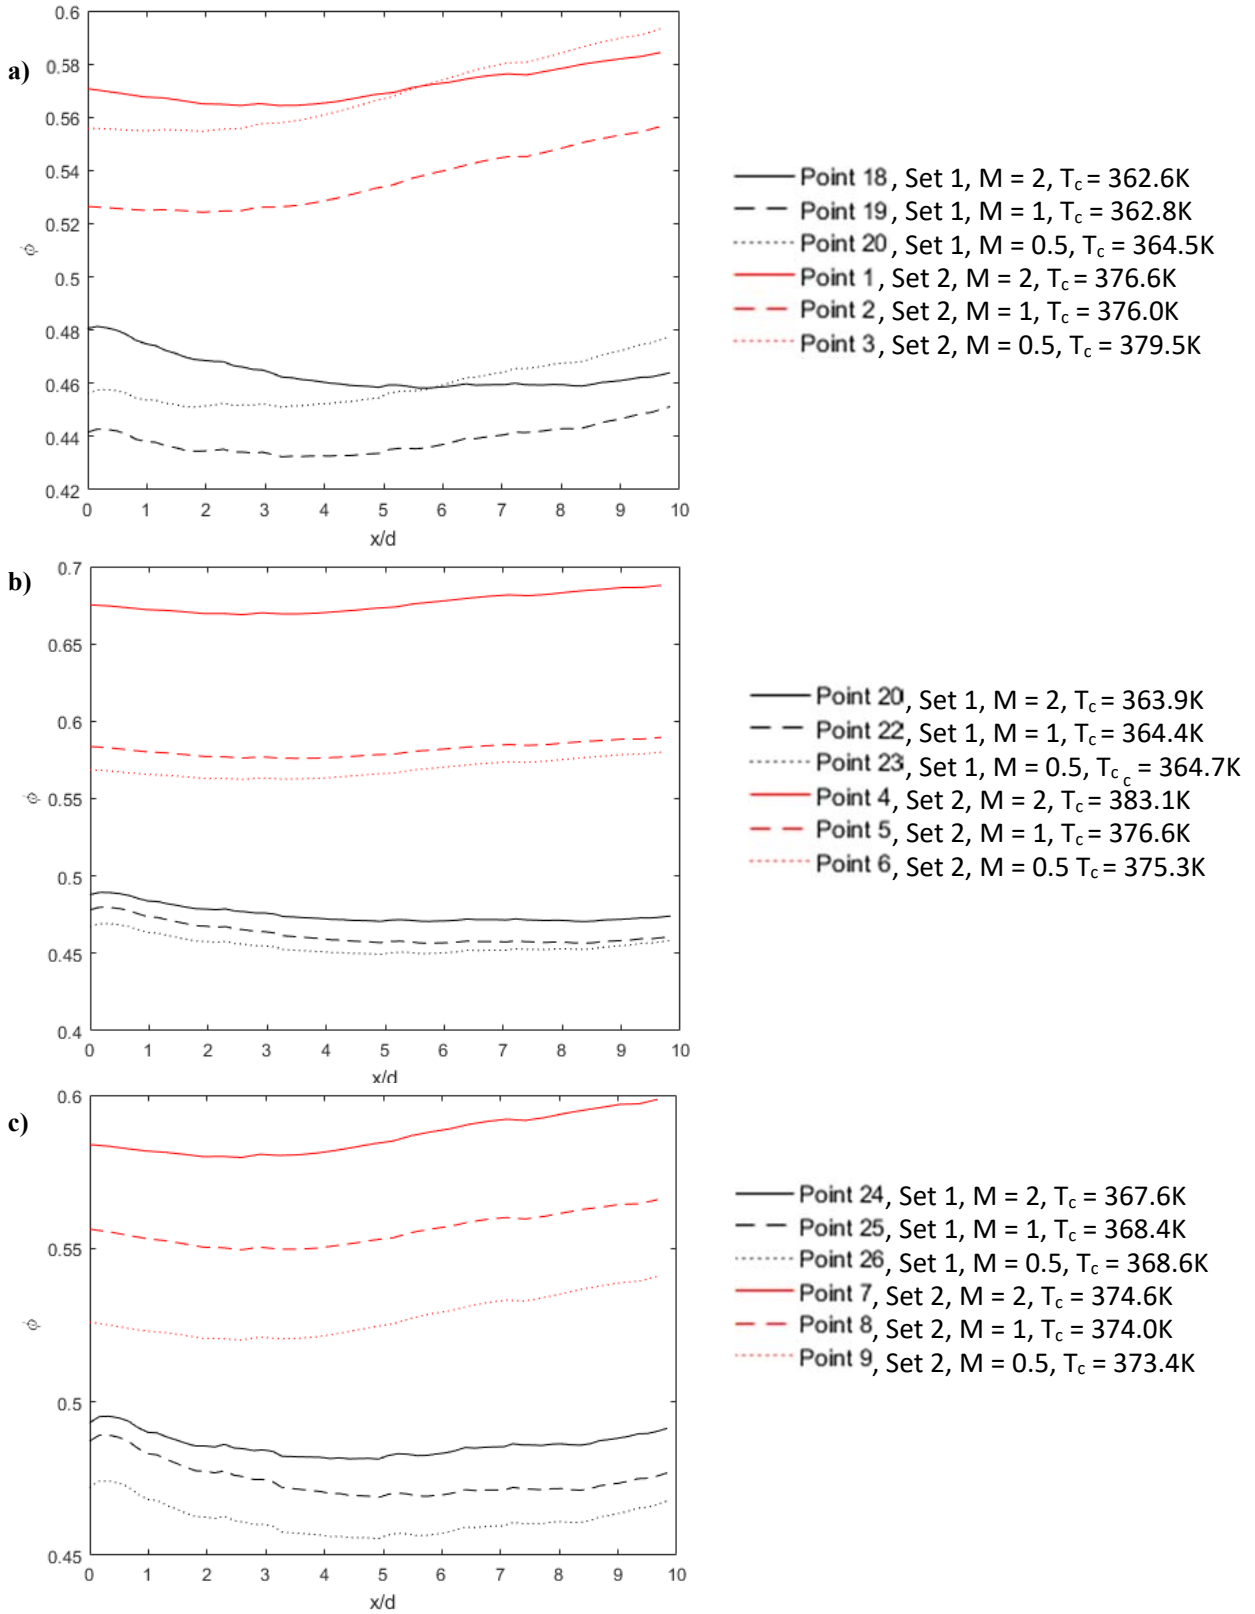 a)
0.6
0.58
0.56
0.54
0.52
0.5
0.48
0.46
0.44
0.42
ϕ
0 1 2 3 4 5 6 7 8 9 10
x/d
Point 18, Set 1, M = 2, Tc = 362.6K
Point 19, Set 1, M = 1, Tc = 362.8K
Point 20, Set 1, M = 0.5, Tc = 364.5K
Point 1, Set 2, M = 2, Tc = 376.6K
Point 2, Set 2, M = 1, Tc = 376.0K
Point 3, Set 2, M = 0.5, Tc = 379.5K
b)
0.7
0.65
0.6
0.55
0.5
0.45
0.4
ϕ
0 1 2 3 4 5 6 7 8 9 10
x/d
Point 20, Set 1, M = 2, Tc = 363.9K
Point 22, Set 1, M = 1, Tc = 364.4K
Point 23, Set 1, M = 0.5, Tc c = 364.7K
Point 4, Set 2, M = 2, Tc = 383.1K
Point 5, Set 2, M = 1, Tc = 376.6K
Point 6, Set 2, M = 0.5 Tc = 375.3K
c)
0.6
0.55
0.5
0.45
ϕ
0 1 2 3 4 5 6 7 8 9 10
x/d
Point 24, Set 1, M = 2, Tc = 367.6K
Point 25, Set 1, M = 1, Tc = 368.4K
Point 26, Set 1, M = 0.5, Tc = 368.6K
Point 7, Set 2, M = 2, Tc = 374.6K
Point 8, Set 2, M = 1, Tc = 374.0K
Point 9, Set 2, M = 0.5, Tc = 373.4K